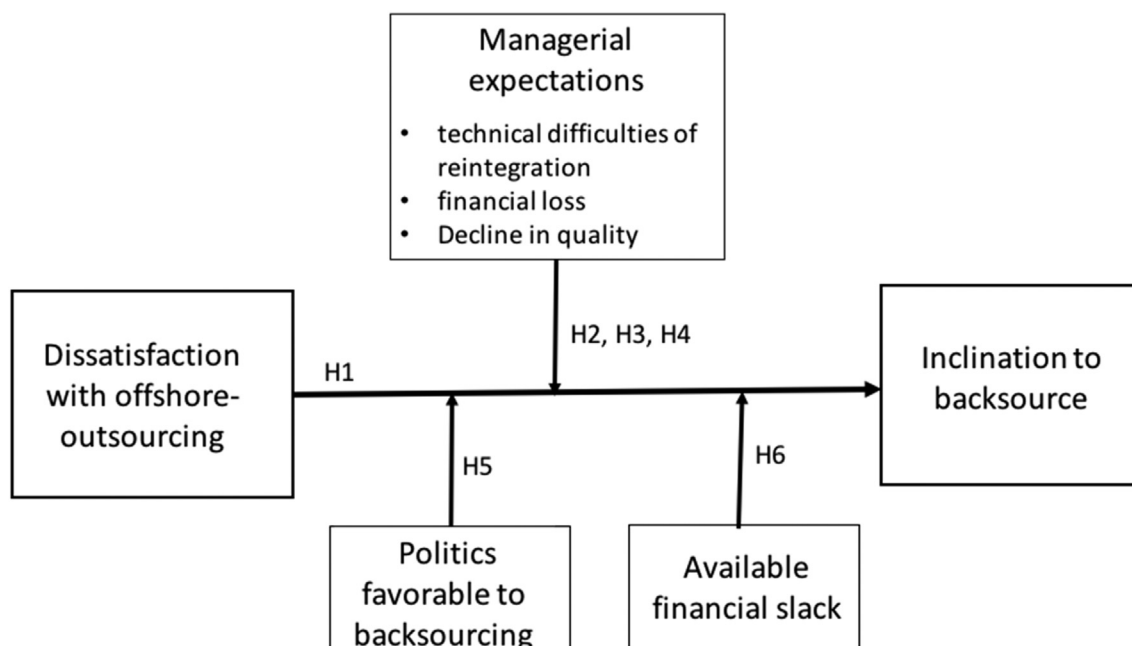 Managerial
expectations
• technical difficulties of
reintegration
• financial loss
• Decline in quality
H2, H3, H4
Dissatisfaction
with offshore-
outsourcing
H1
Inclination to
backsource
H5
H6
Politics
favorable to
backsourcing
Available
financial slack